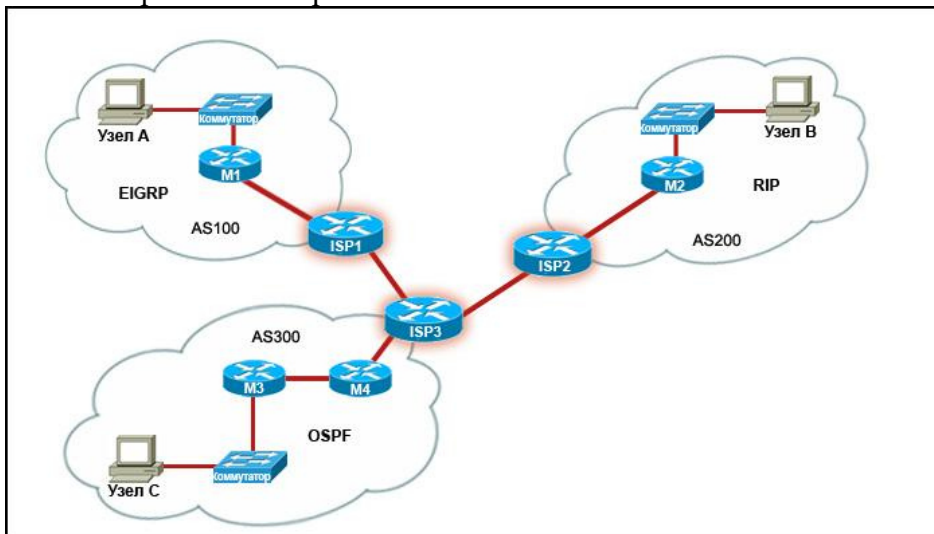 Узел A
Коммутатор
M1
EIGRP
AS100
ISP1
Коммутатор
Узел B
M2
RIP
AS200
ISP2
ISP3
AS300
M3
M4
OSPF
Узел C
Коммутатор